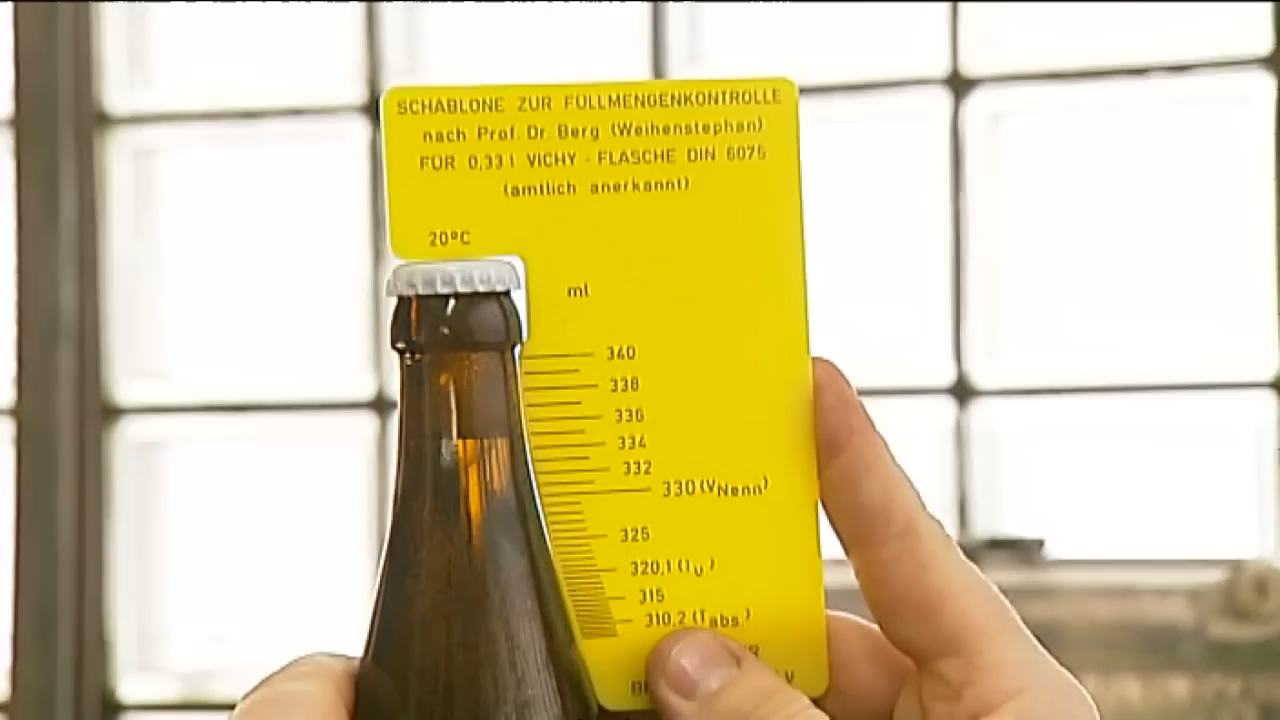 SCHABLONE ZUR FÜLLMENGENKONTROLLE
nach Prof. Dr. Berg (Weihenstephan)
FÜR 0,33 l VICHY - FLASCHE DIN 6075
(amtlich anerkannt)
20°C
ml
340
338
336
334
332
330 (VNenn)
325
320,1 (Tu)
315
310,2 (Tabs.)